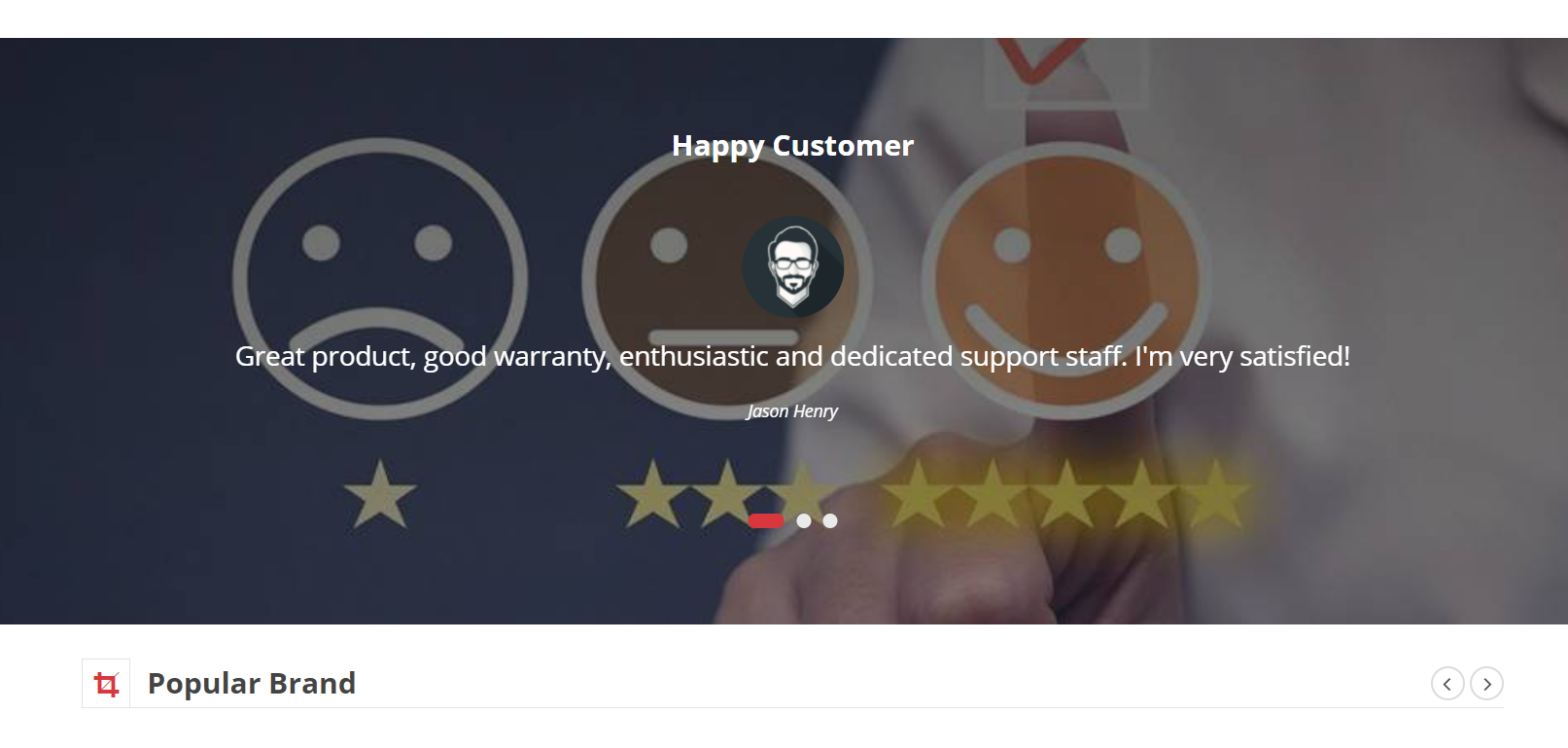 Happy Customer
Great product, good warranty, enthusiastic and dedicated support staff. I'm very satisfied!
Jason Henry
Popular Brand